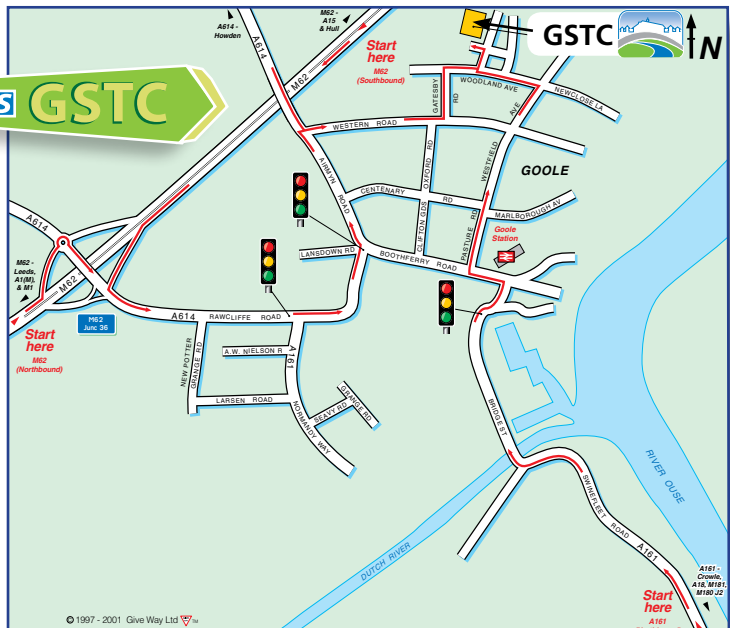 A614 -
Howden
M62 -
A15
& Hull
GSTC
N
A614
Start
here
M62
(Southbound)
M62
GATESBY
RD
WOODLAND AVE
NEWCLOSE LA
AVE
S GSTC
WESTERN ROAD
AIRMYN ROAD
OXFORD RD
WESTFIELD
GOOLE
CENTENARY RD
MARLBOROUGH AV
CLIFTON GDS
PASTURE RD
Goole
Station
A614
LANSDOWN RD
BOOTHFERRY ROAD
M62 -
Leeds,
A1(M),
& M1
M62
Start
here
M62
(Northbound)
M62
Junc 36
A614 RAWCLIFFE ROAD
NEW POTTER
GRANGE RD
A.W. NIELSON R
A161
LARSEN ROAD
NORMANDY WAY
SEAVY RD
GRANGE RD
BRIDGE ST
RIVER OUSE
SWINEFLEET ROAD A161
DUTCH RIVER
A161 -
Crowle,
A18, M181,
M180 J2
Start
here
A161
© 1997 - 2001 Give Way Ltd TM